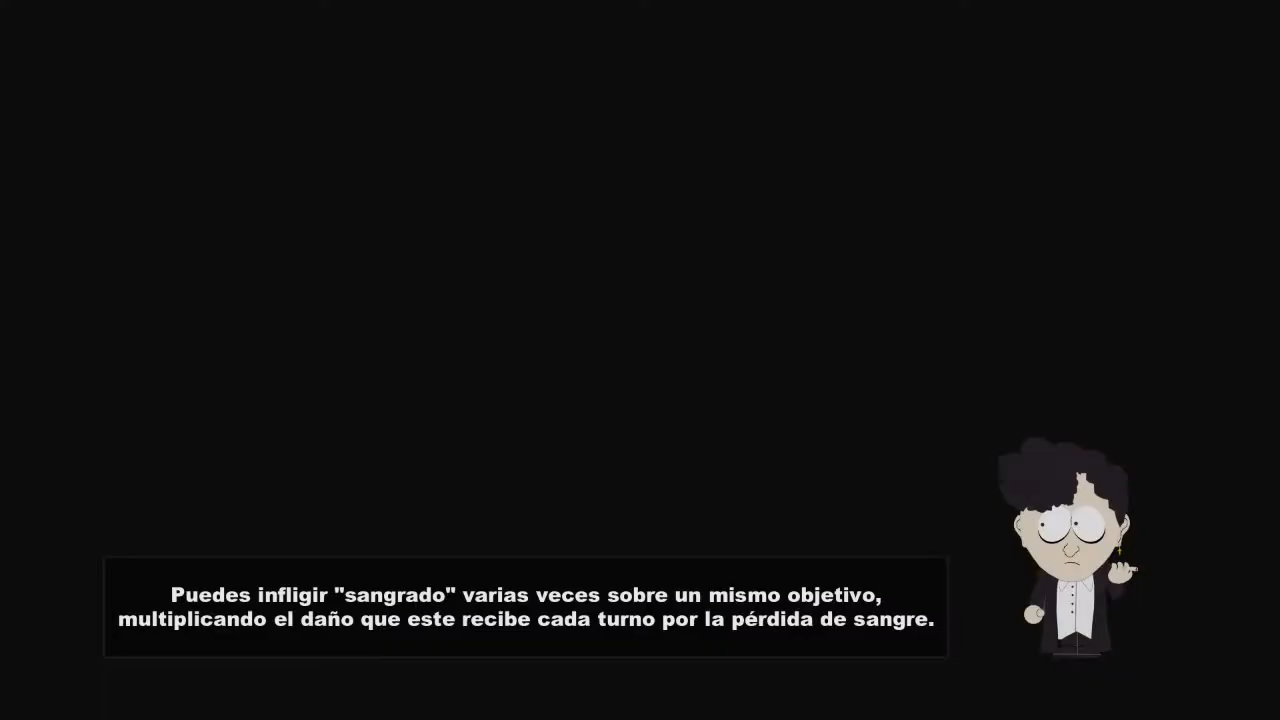 Puedes infligir "sangrado" varias veces sobre un mismo objetivo,
multiplicando el daño que este recibe cada turno por la pérdida de sangre.